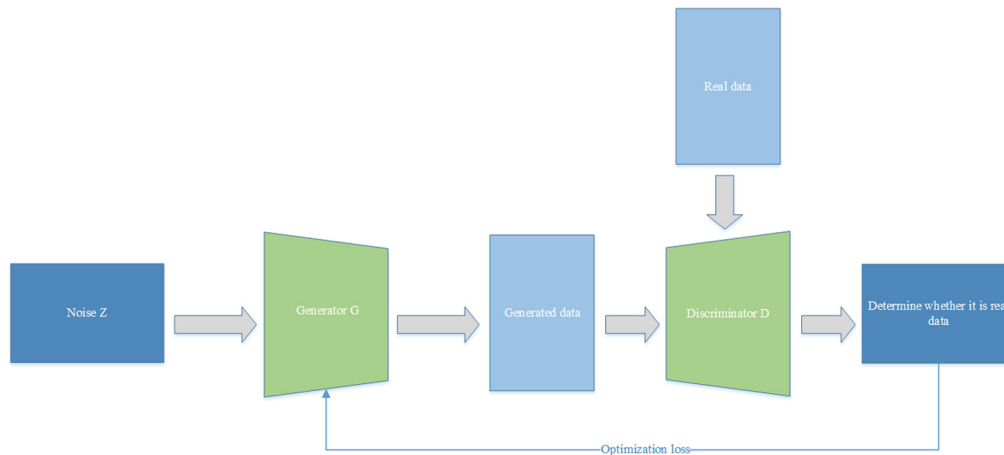 Real data
Noise Z
Generator G
Generated data
Discriminator D
Determine whether it is rea
data
Optimization loss